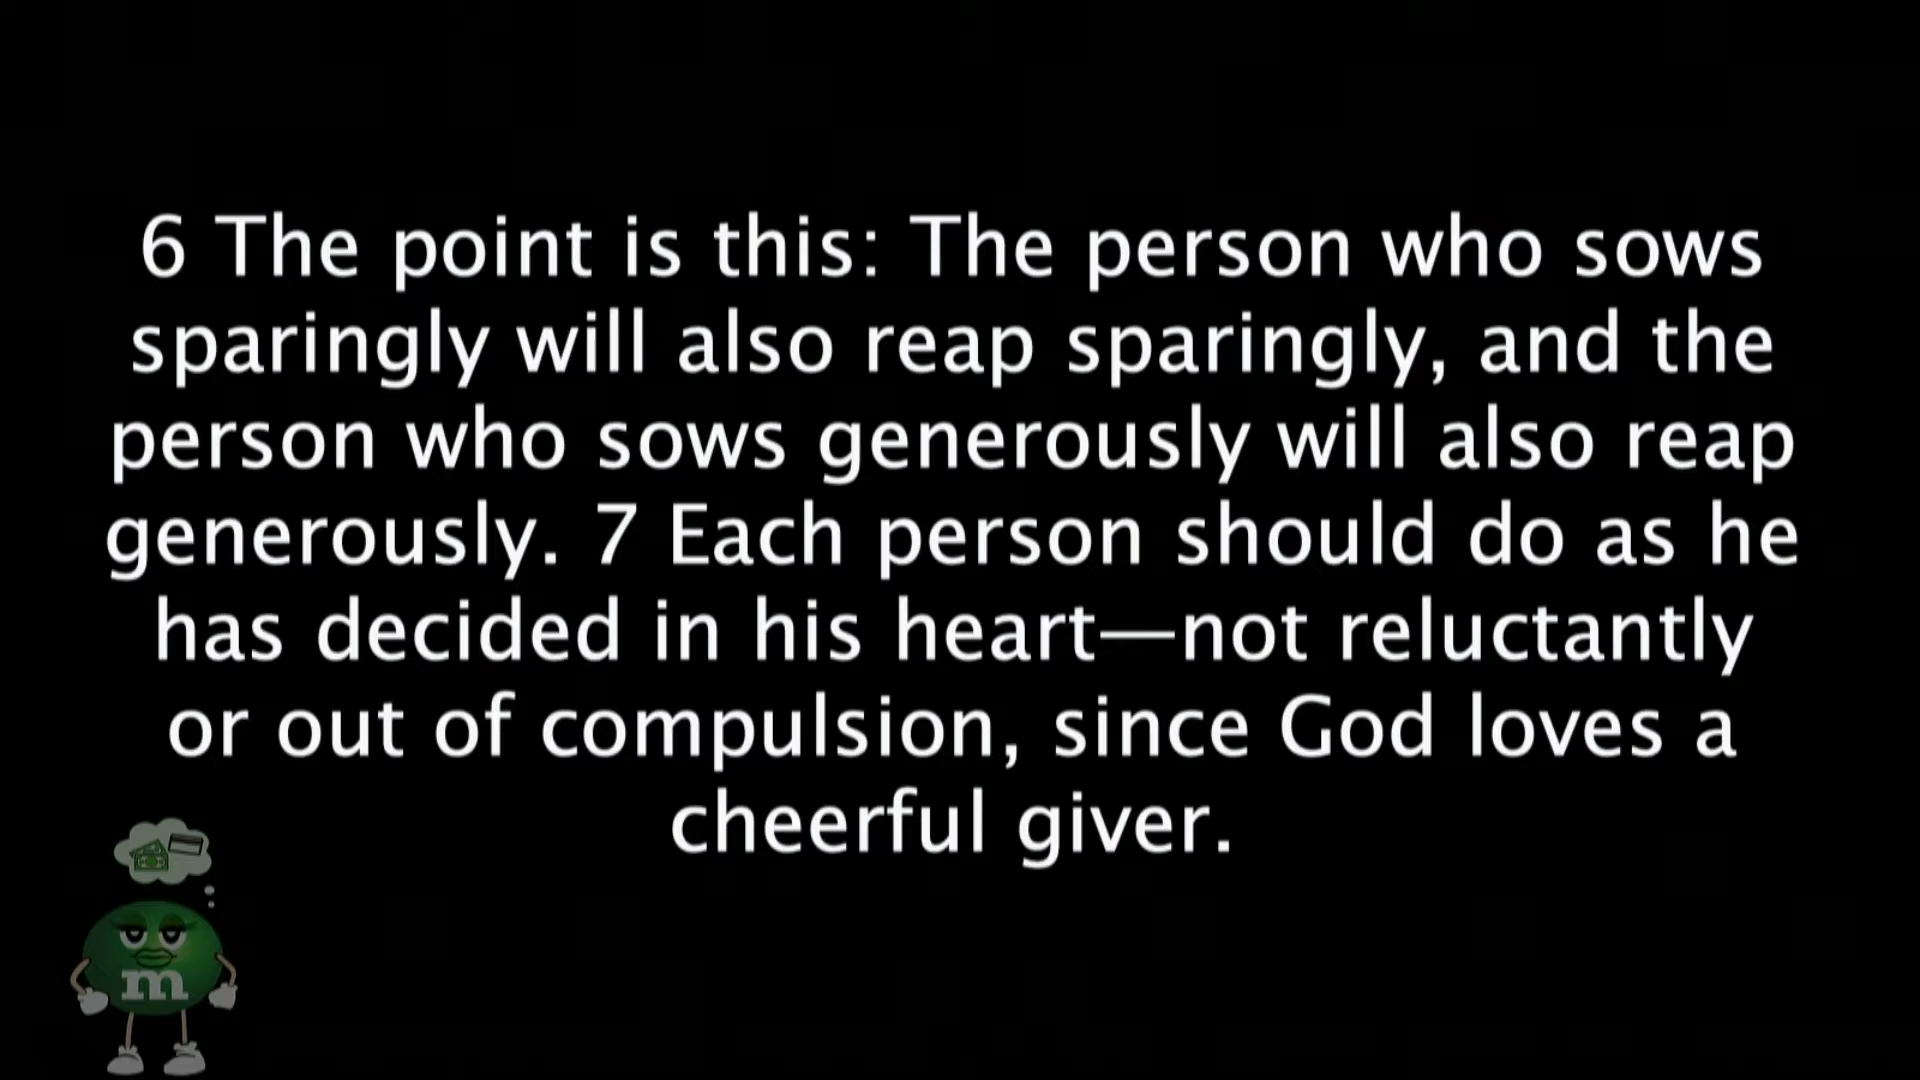 6 The point is this: The person who sows
sparingly will also reap sparingly, and the
person who sows generously will also reap
generously. 7 Each person should do as he
has decided in his heart—not reluctantly
or out of compulsion, since God loves a
cheerful giver.
m